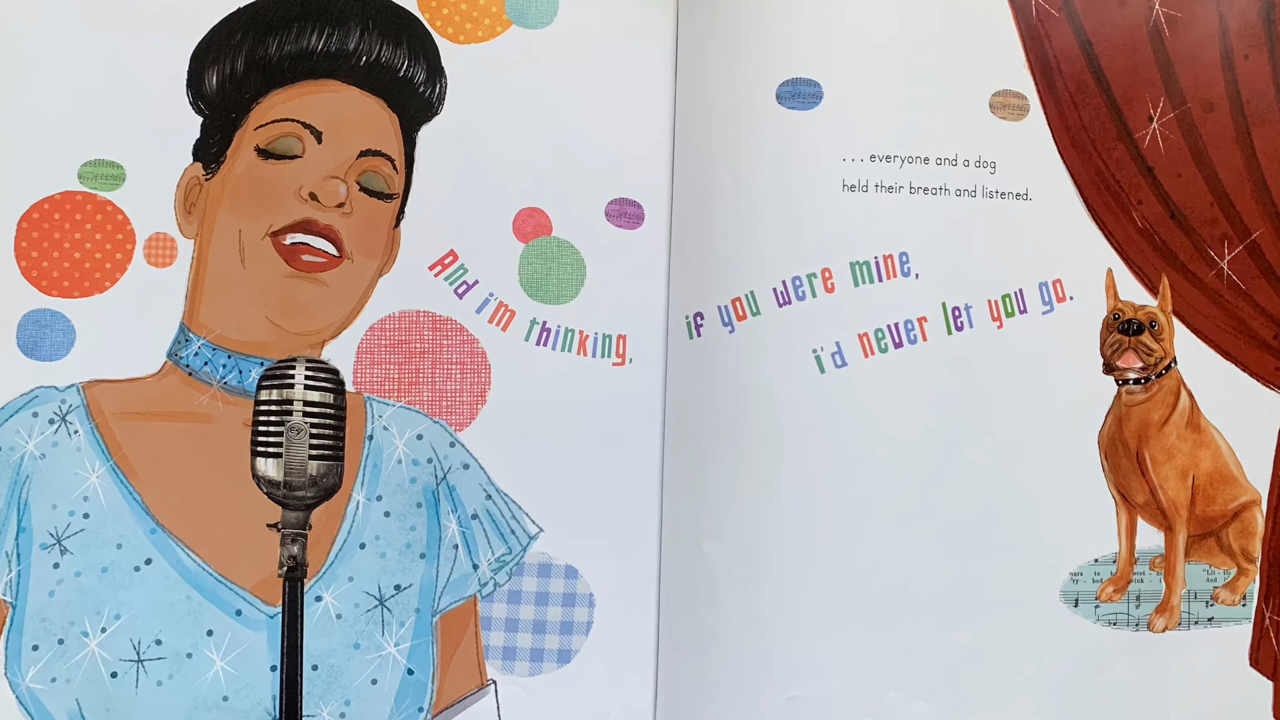 And i'm thinking,
. . . everyone and a dog
held their breath and listened.
if you were mine,
i'd never let you go.